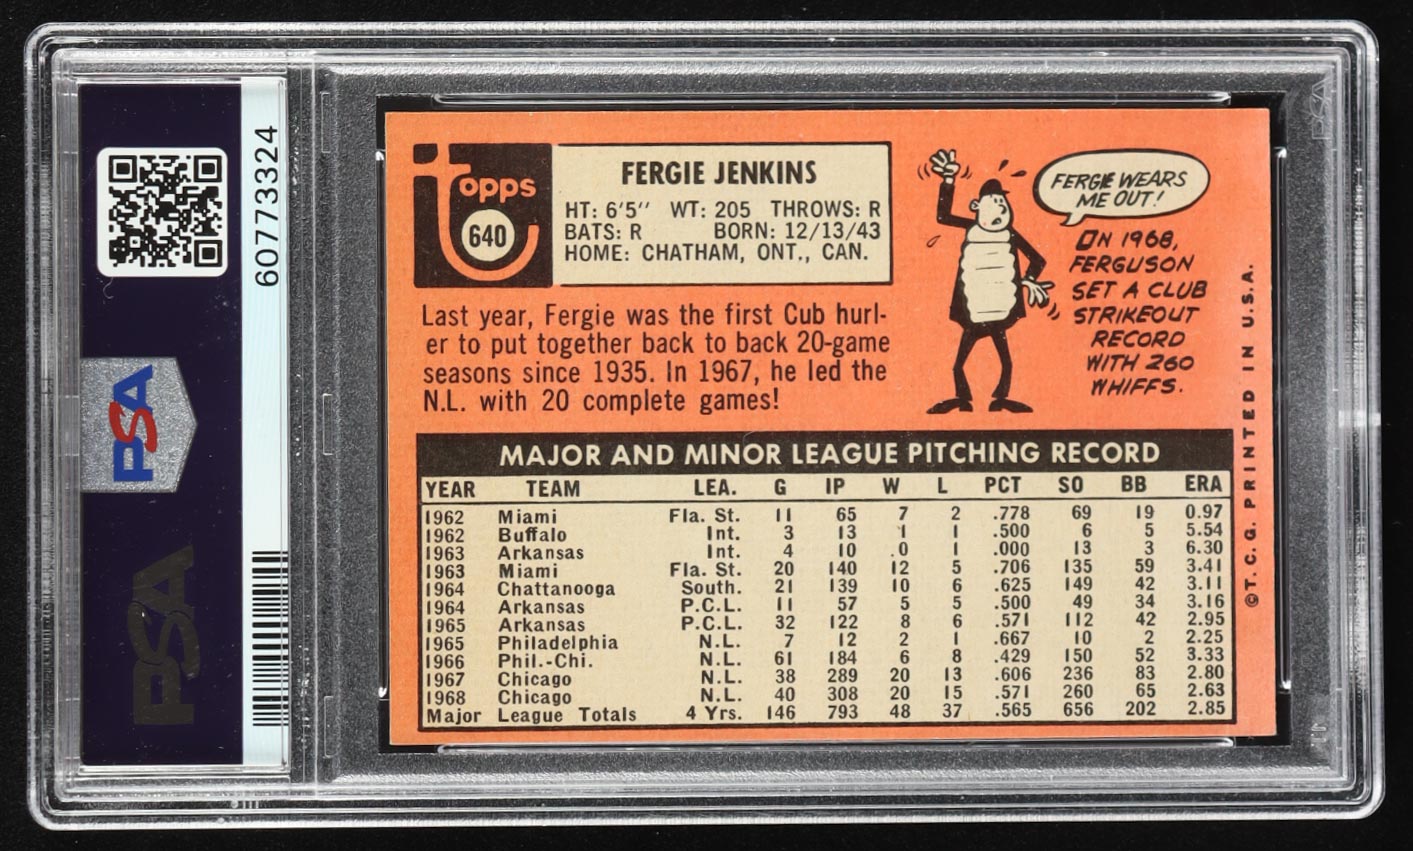 60773324
PSA
PSA
PSA
topps
640
FERGIE JENKINS
HT: 6'5" WT: 205 THROWS: R
BATS: R BORN: 12/13/43
HOME: CHATHAM, ONT., CAN.
Last year, Fergie was the first Cub hurl-
er to put together back to back 20-game
seasons since 1935. In 1967, he led the
N.L. with 20 complete games!
FERGIE WEARS
ME OUT!
IN 1968,
FERGUSON
SET A CLUB
STRIKEOUT
RECORD
WITH 260
WHIFFS.
MAJOR AND MINOR LEAGUE PITCHING RECORD
YEAR TEAM LEA. G IP W L PCT SO BB ERA
1962 Miami Fla. St. 11 65 7 2 .778 69 19 0.97
1962 Buffalo Int. 3 13 1 1 .500 6 5 5.54
1963 Arkansas Int. 4 10 0 1 .000 13 3 6.30
1963 Miami Fla. St. 20 140 12 5 .706 135 59 3.41
1964 Chattanooga South. 21 139 10 6 .625 149 42 3.11
1964 Arkansas P.C.L. 11 57 5 5 .500 49 34 3.16
1965 Arkansas P.C.L. 32 122 8 6 .571 112 42 2.95
1965 Philadelphia N.L. 7 12 2 1 .667 10 2 2.25
1966 Phil.-Chi. N.L. 61 184 6 8 .429 150 52 3.33
1967 Chicago N.L. 38 289 20 13 .606 236 83 2.80
1968 Chicago N.L. 40 308 20 15 .571 260 65 2.63
Major League Totals 4 Yrs. 146 793 48 37 .565 656 202 2.85
©T.C.G. PRINTED IN U.S.A.